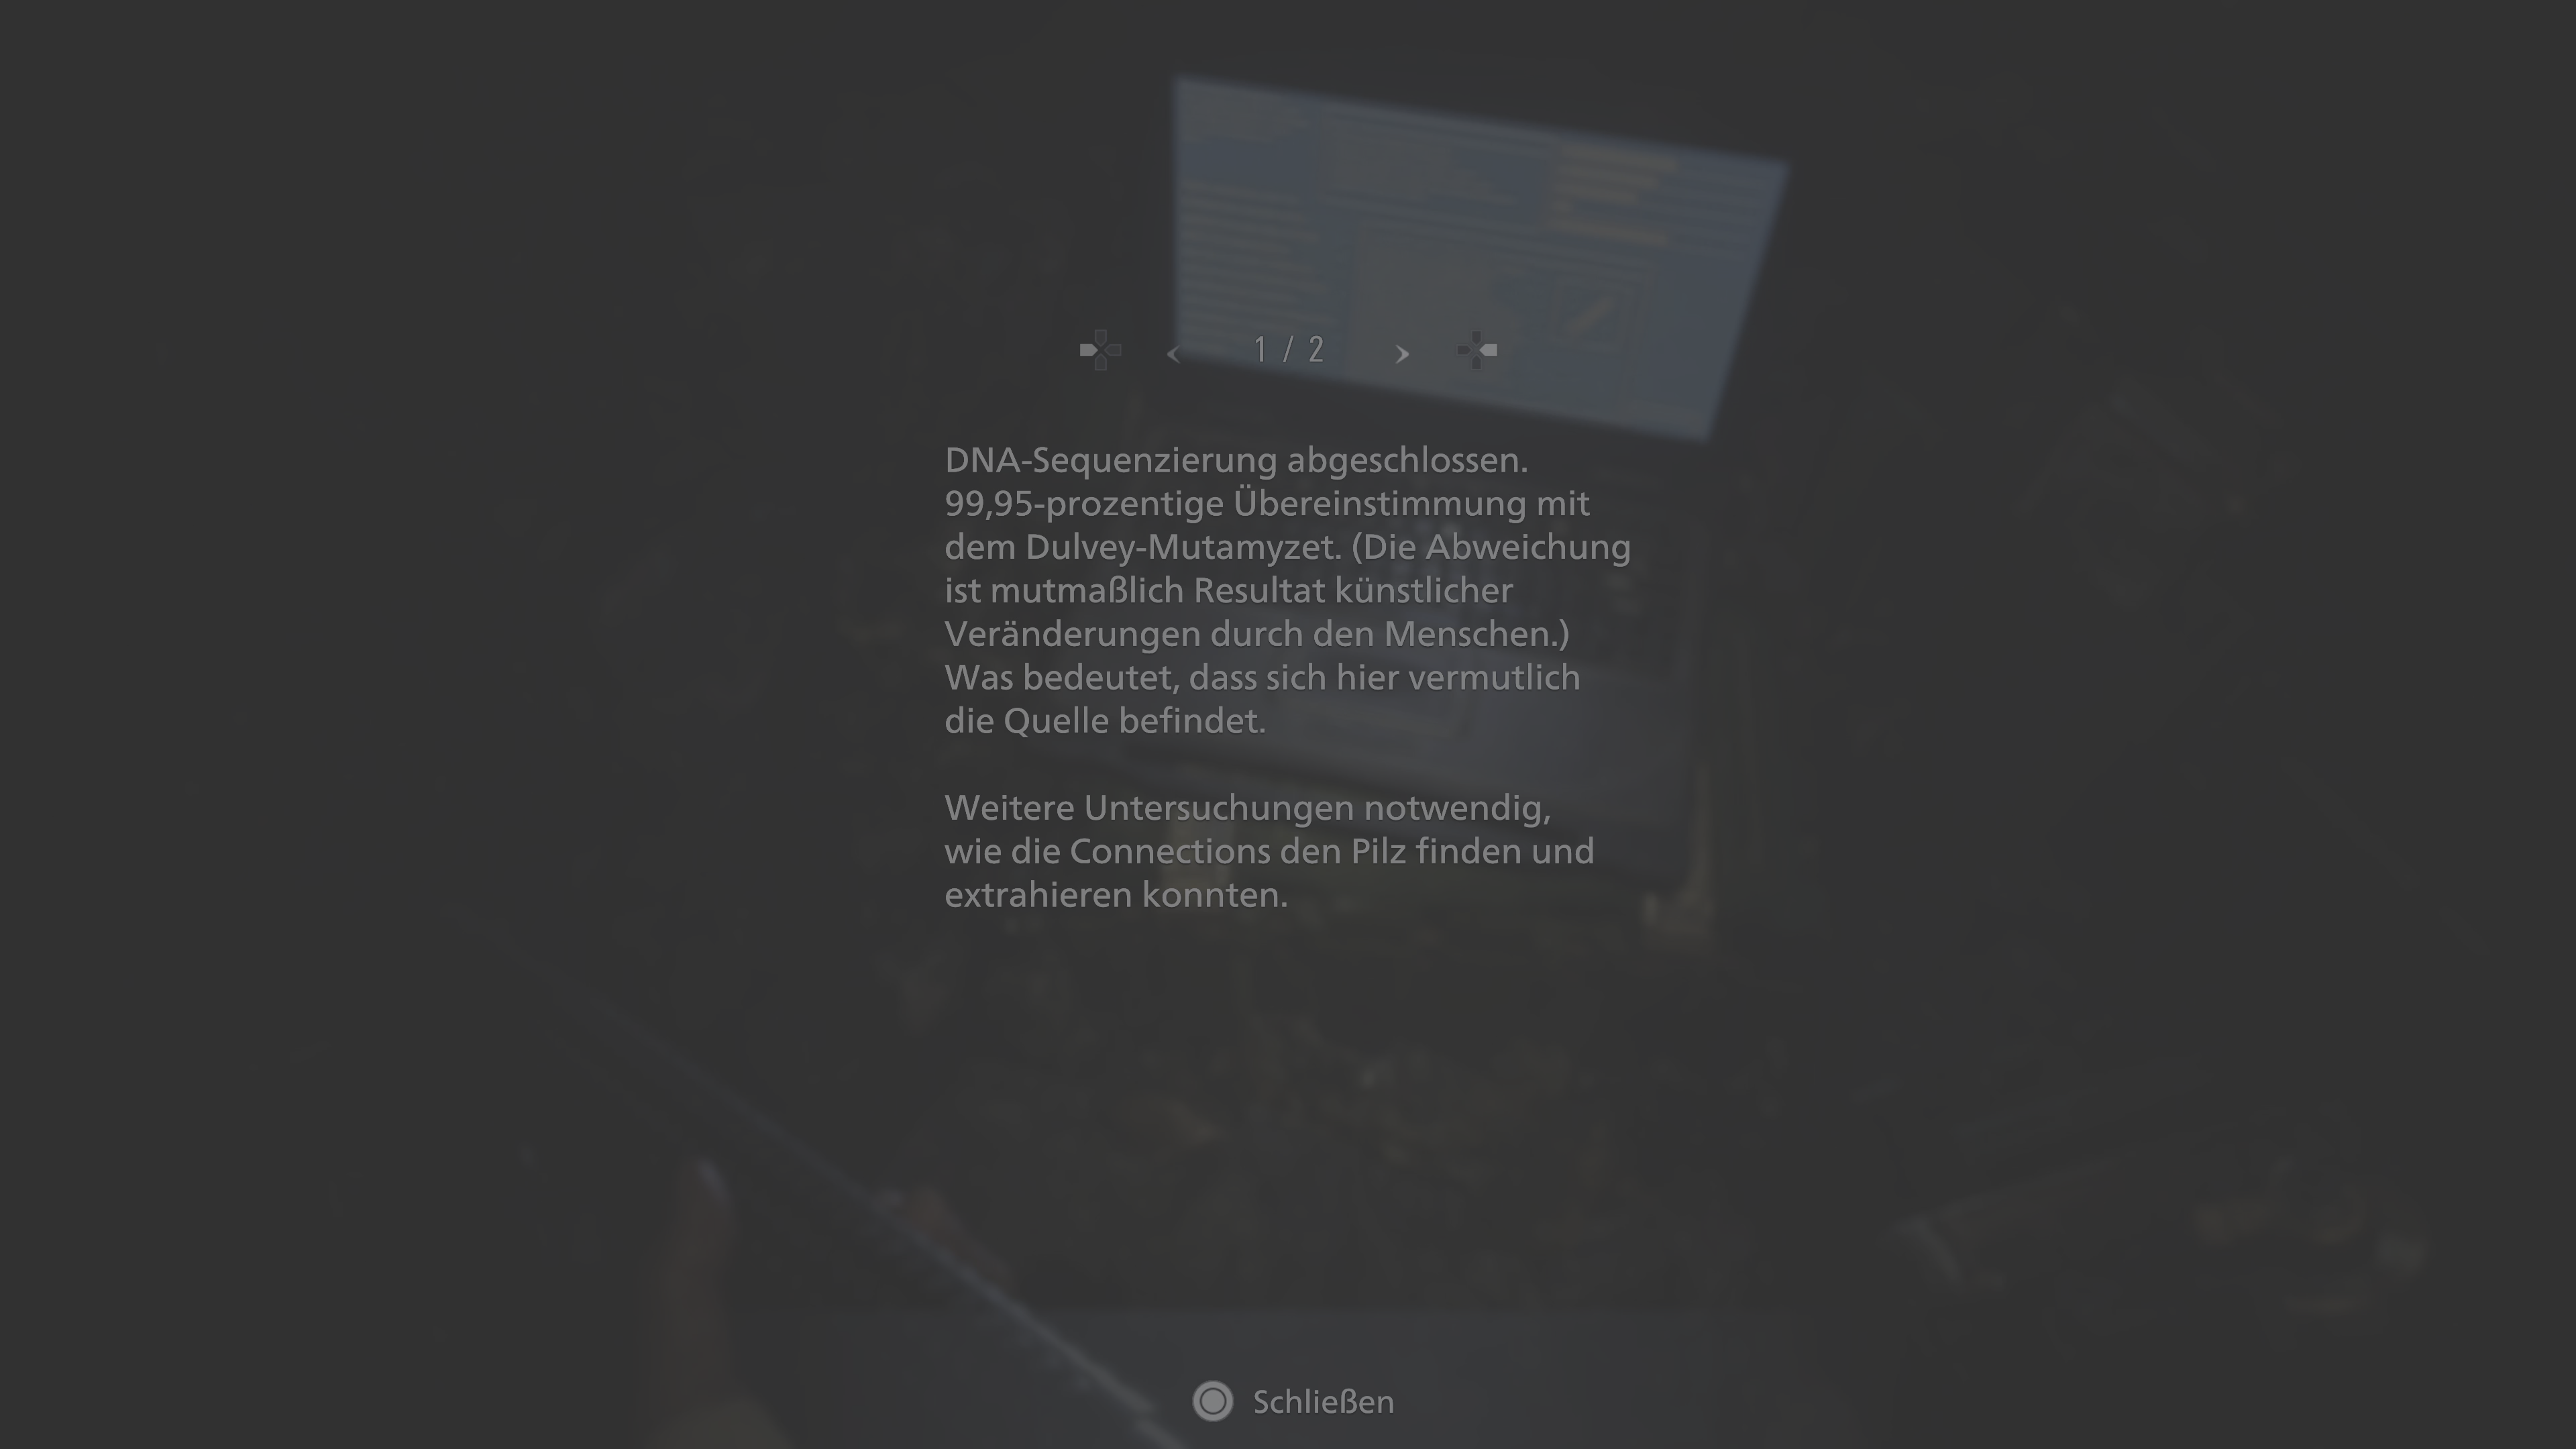 1 / 2
DNA-Sequenzierung abgeschlossen.
99,95-prozentige Übereinstimmung mit
dem Dulvey-Mutamyzet. (Die Abweichung
ist mutmaßlich Resultat künstlicher
Veränderungen durch den Menschen.)
Was bedeutet, dass sich hier vermutlich
die Quelle befindet.
Weitere Untersuchungen notwendig,
wie die Connections den Pilz finden und
extrahieren konnten.
Schließen